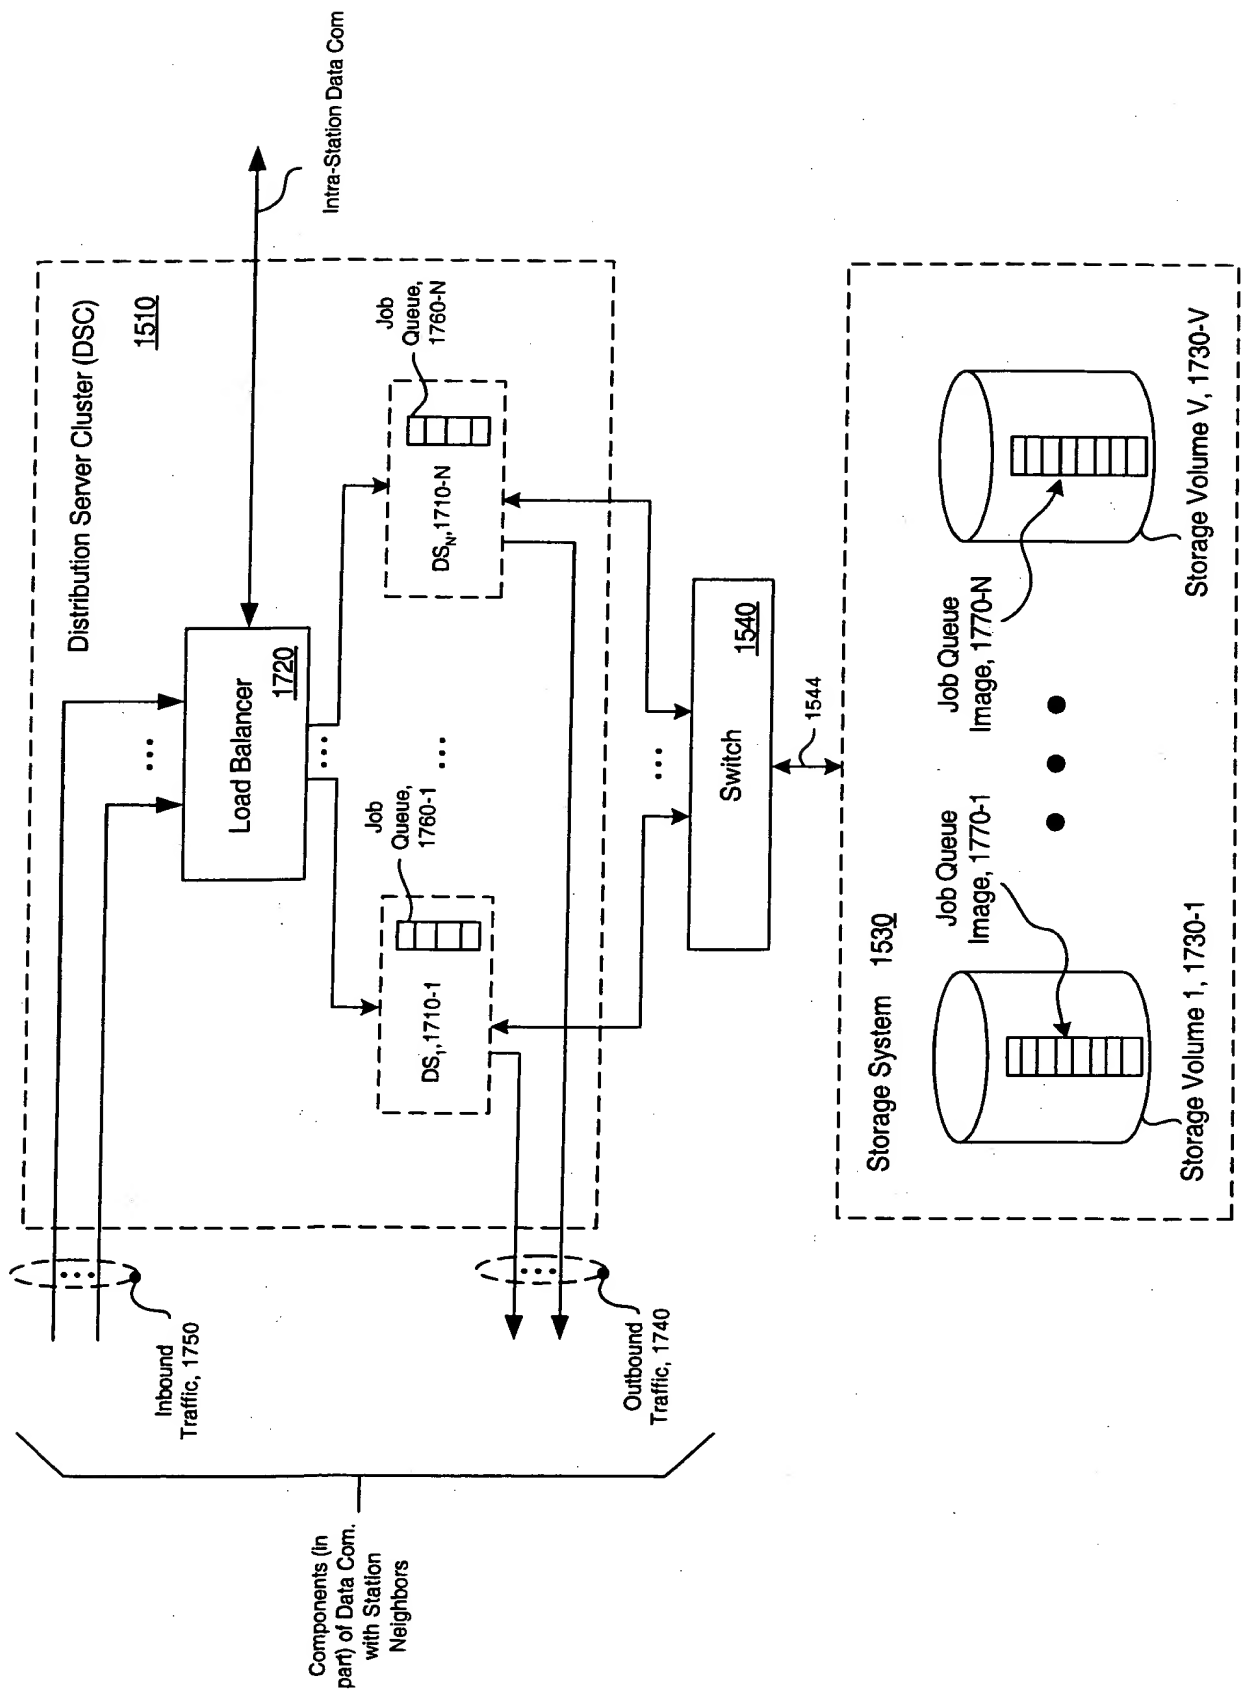 Distribution Server Cluster (DSC)
1510
Intra-Station Data Com
Inbound
Traffic, 1750
Load Balancer
1720
Components (in
part) of Data Com.
with Station
Neighbors
Job
Queue,
1760-1
Job
Queue,
1760-N
DS1,,1710-1
DSN,,1710-N
Outbound
Traffic, 1740
Switch
1540
1544
Storage System 1530
Job Queue
Image, 1770-1
Job Queue
Image, 1770-N
Storage Volume 1, 1730-1
Storage Volume V, 1730-V